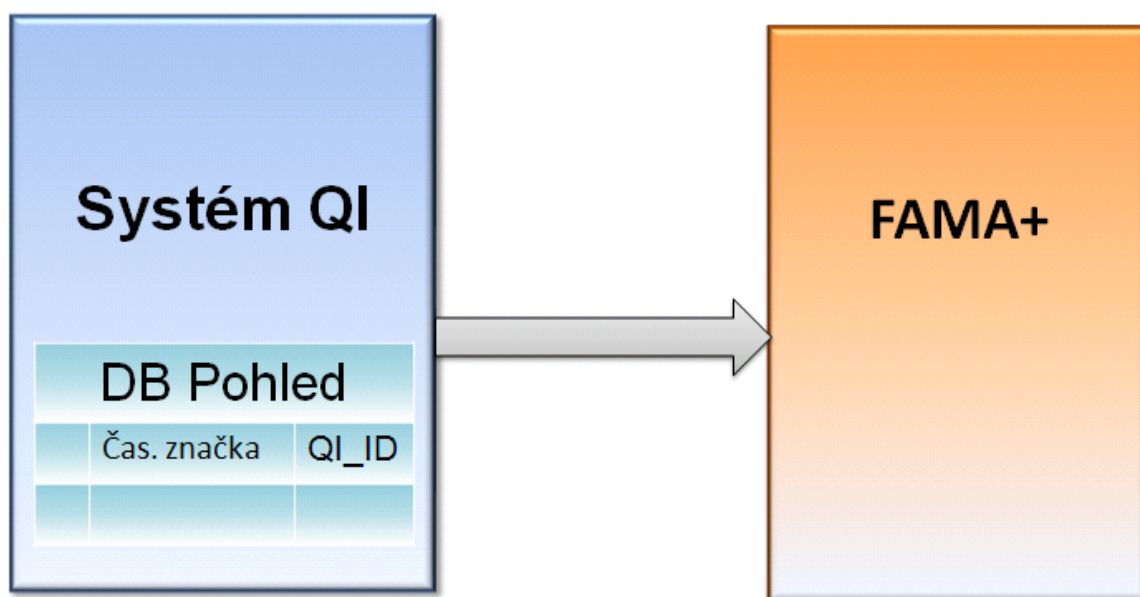 Systém QI
FAMA+
DB Pohled
Čas. značka QI_ID